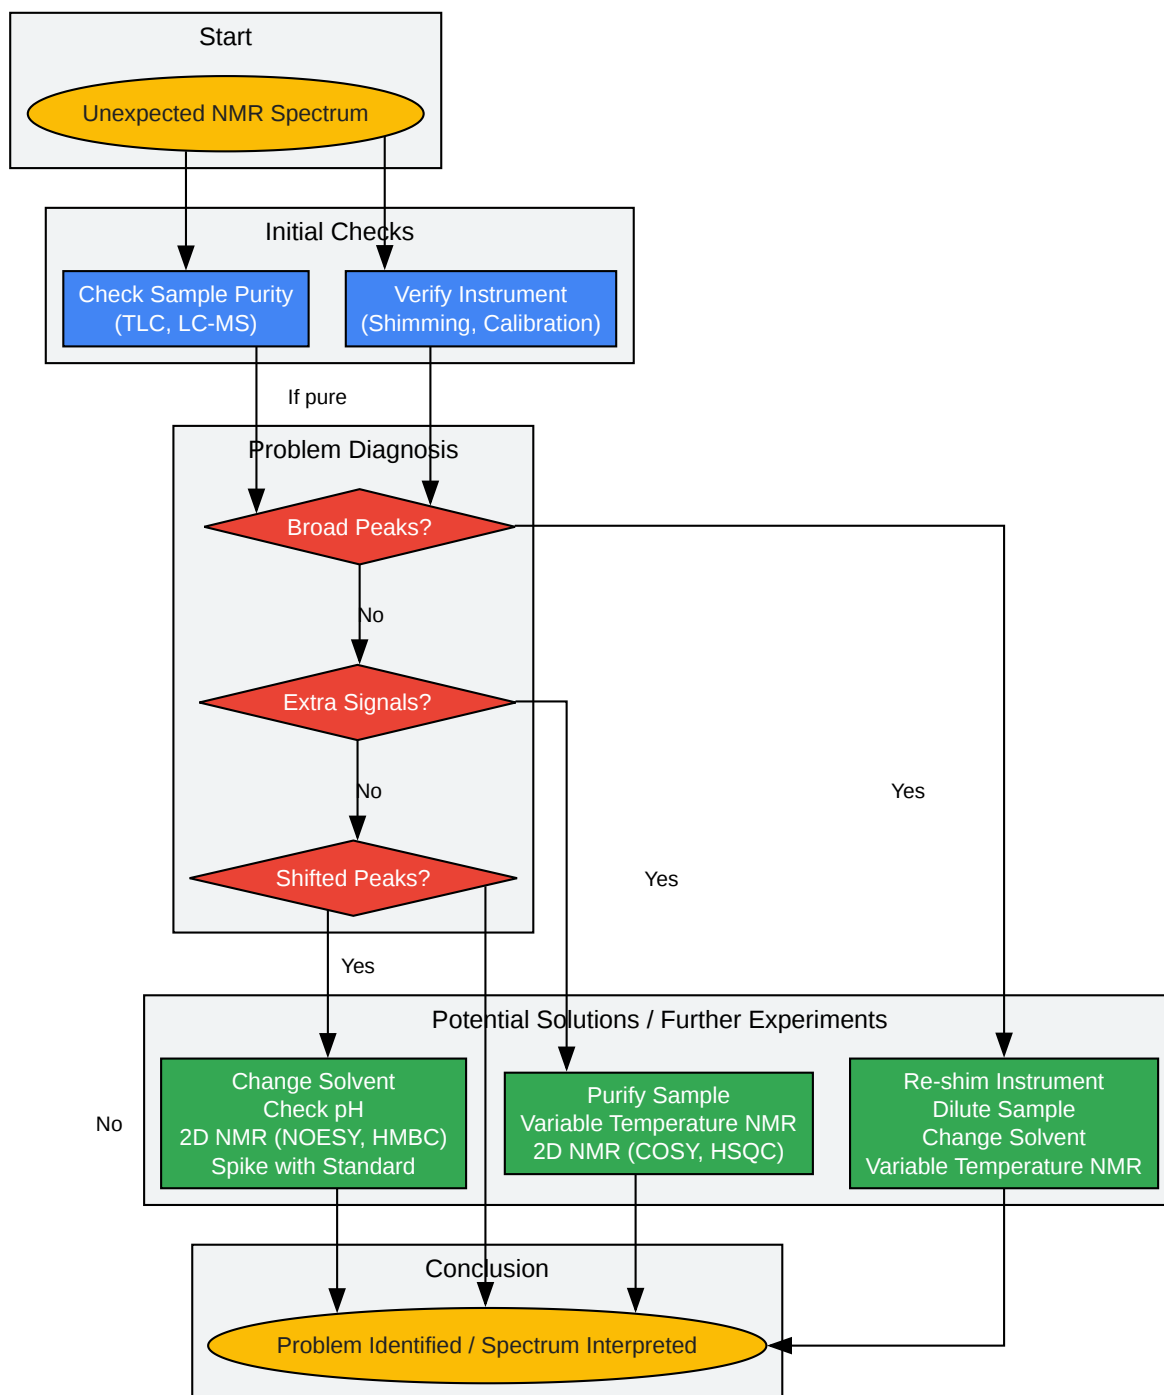 Start
Unexpected NMR Spectrum
Initial Checks
Check Sample Purity
(TLC, LC-MS)
Verify Instrument
(Shimming, Calibration)
If pure
Problem Diagnosis
Broad Peaks?
No
Extra Signals?
No
Yes
Shifted Peaks?
Yes
Yes
Potential Solutions / Further Experiments
Change Solvent
Check pH
2D NMR (NOESY, HMBC)
Spike with Standard
Purify Sample
Variable Temperature NMR
2D NMR (COSY, HSQC)
Re-shim Instrument
Dilute Sample
Change Solvent
Variable Temperature NMR
No
Conclusion
Problem Identified / Spectrum Interpreted